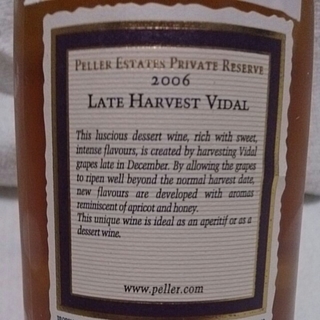 PELLER ESTATES PRIVATE RESERVE
2006
LATE HARVEST VIDAL
This luscious dessert wine, rich with sweet,
intense flavours, is created by harvesting Vidal
grapes late in December. By allowing the grapes
to ripen well beyond the normal harvest date,
new flavours are developed with aromas
reminiscent of apricot and honey.
This unique wine is ideal as an aperitif or as a
dessert wine.
www.peller.com